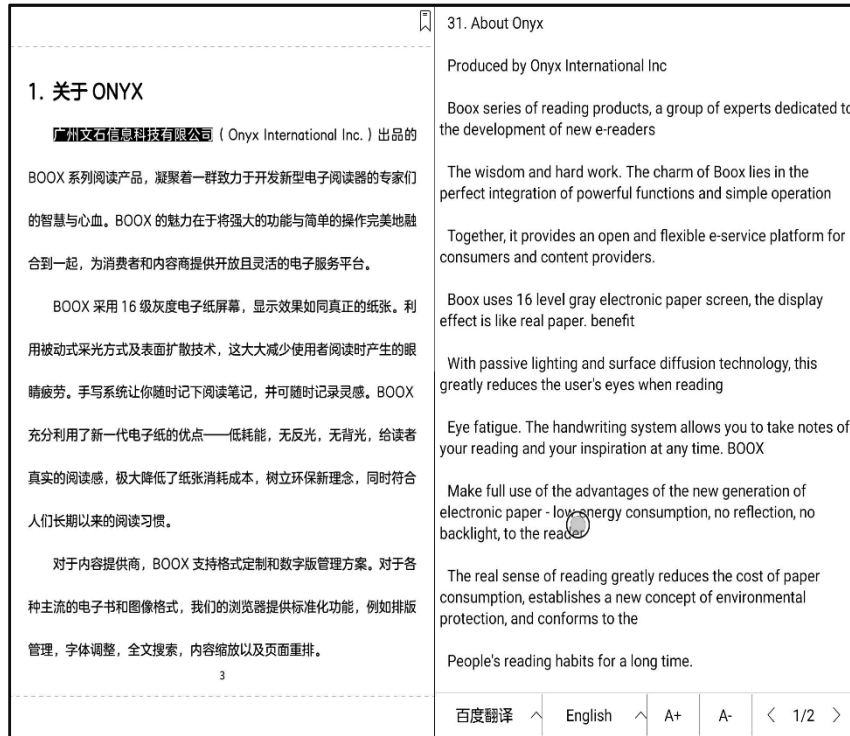 1. 关于 ONYX
广州文石信息科技有限公司（Onyx International Inc.）出品的
BOOX 系列阅读产品，凝聚着一群致力于开发新型电子阅读器的专家们
的智慧与心血。BOOX 的魅力在于将强大的功能与简单的操作完美地融
合到一起，为消费者和内容商提供开放且灵活的电子服务平台。
BOOX 采用 16 级灰度电子纸屏幕，显示效果如同真正的纸张。利
用被动式采光方式及表面扩散技术，这大大减少使用者阅读时产生的眼
睛疲劳。手写系统让你随时记下阅读笔记，并可随时记录灵感。BOOX
充分利用了新一代电子纸的优点——低耗能，无反光，无背光，给读者
真实的阅读感，极大降低了纸张消耗成本，树立环保新理念，同时符合
人们长期以来的阅读习惯。
对于内容提供商，BOOX 支持格式定制和数字版管理方案。对于各
种主流的电子书和图像格式，我们的浏览器提供标准化功能，例如排版
管理，字体调整，全文搜索，内容缩放以及页面重排。
3
31. About Onyx
Produced by Onyx International Inc
Boox series of reading products, a group of experts dedicated to
the development of new e-readers
The wisdom and hard work. The charm of Boox lies in the
perfect integration of powerful functions and simple operation
Together, it provides an open and flexible e-service platform for
consumers and content providers.
Boox uses 16 level gray electronic paper screen, the display
effect is like real paper. benefit
With passive lighting and surface diffusion technology, this
greatly reduces the user's eyes when reading
Eye fatigue. The handwriting system allows you to take notes of
your reading and your inspiration at any time. BOOX
Make full use of the advantages of the new generation of
electronic paper - low energy consumption, no reflection, no
backlight, to the reader
The real sense of reading greatly reduces the cost of paper
consumption, establishes a new concept of environmental
protection, and conforms to the
People's reading habits for a long time.
百度翻译 English A+ A- 1/2